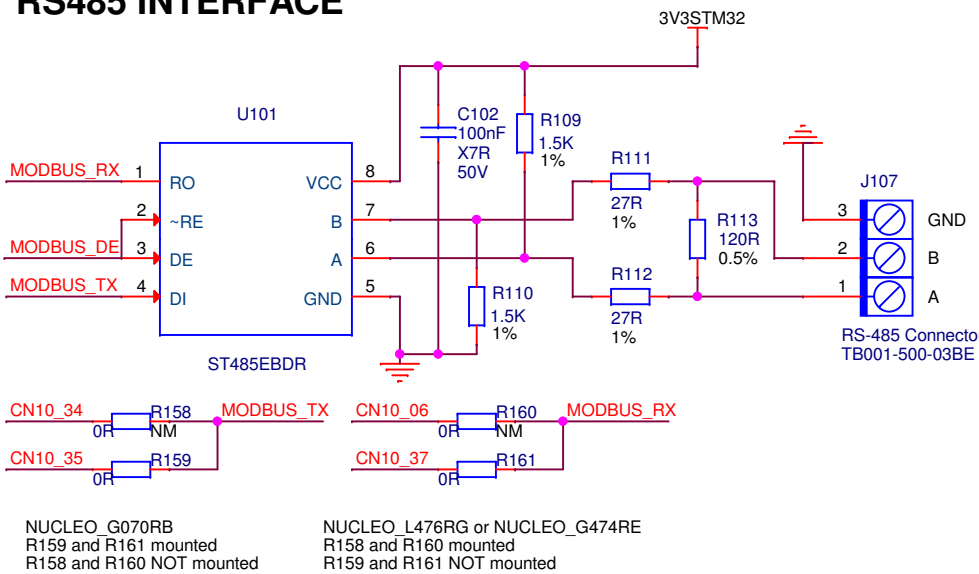 RS485 INTERFACE
3V3STM32
U101
C102
100nF
X7R
50V
R109
1.5K
1%
MODBUS_RX 1 RO VCC 8
2 ~RE B 7
MODBUS_DE 3 DE A 6
MODBUS_TX 4 DI GND 5
ST485EBDR
R110
1.5K
1%
R111
27R
1%
R113
120R
0.5%
R112
27R
1%
J107
3 GND
2 B
1 A
RS-485 Connecto
TB001-500-03BE
CN10_34 R158 MODBUS_TX
0R NM
CN10_35 R159
0R
CN10_06 R160 MODBUS_RX
0R NM
CN10_37 R161
0R
NUCLEO_G070RB
R159 and R161 mounted
R158 and R160 NOT mounted
NUCLEO_L476RG or NUCLEO_G474RE
R158 and R160 mounted
R159 and R161 NOT mounted